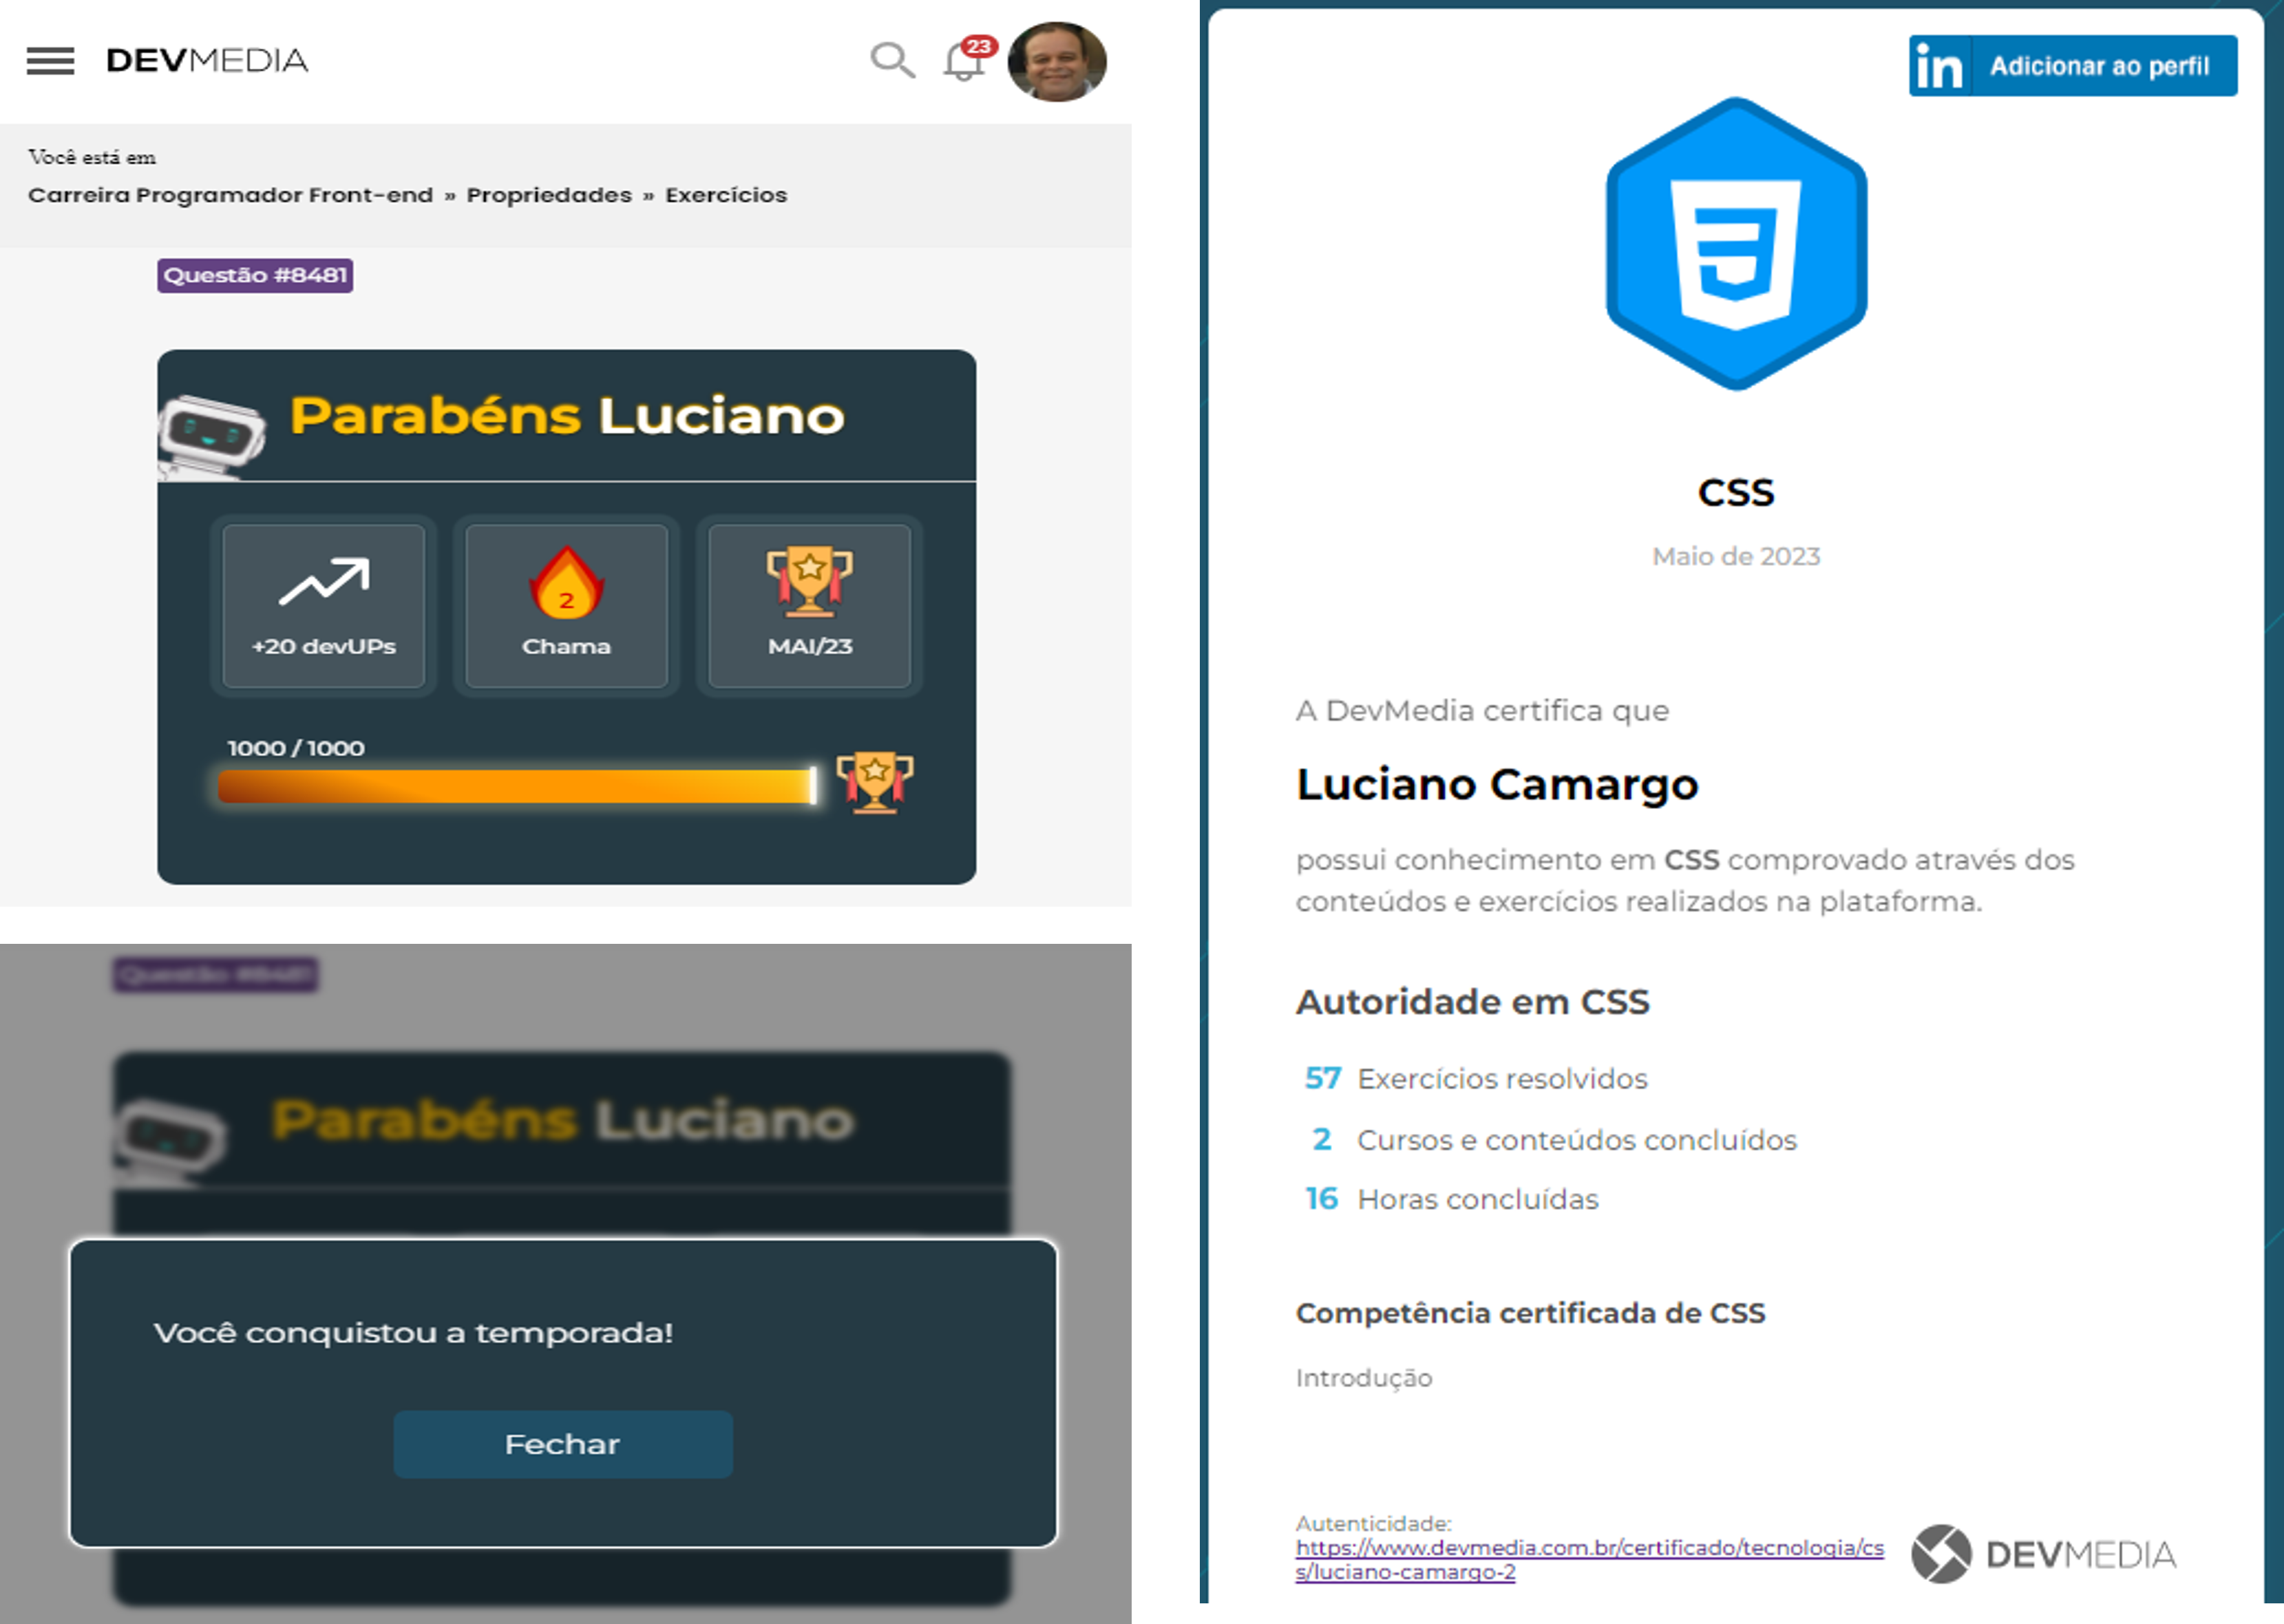 DEVMEDIA
23
Você está em
Carreira Programador Front-end » Propriedades » Exercícios
Questão #8481
Parabéns Luciano
2
+20 devUPs
Chama
MAI/23
1000 / 1000
Questão #8481
Parabéns Luciano
Você conquistou a temporada!
Fechar
in Adicionar ao perfil
CSS
Maio de 2023
A DevMedia certifica que
Luciano Camargo
possui conhecimento em CSS comprovado através dos
conteúdos e exercícios realizados na plataforma.
Autoridade em CSS
57 Exercícios resolvidos
2 Cursos e conteúdos concluídos
16 Horas concluídas
Competência certificada de CSS
Introdução
Autenticidade:
https://www.devmedia.com.br/certificado/tecnologia/cs
s/luciano-camargo-2
DEVMEDIA